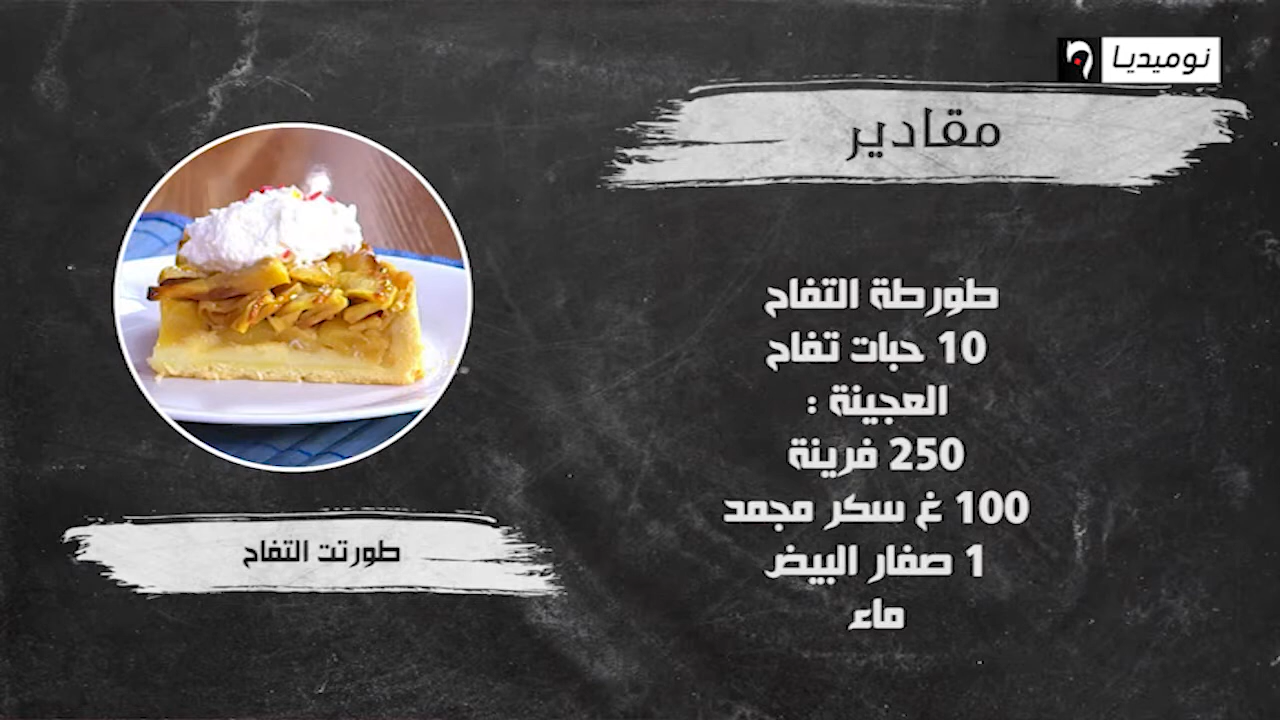 نوميديا
مقادير
طورطة التفاح
10 حبات تفاح
العجينة :
250 فرينة
100 غ سكر مجمد
1 صفار البيض
ماء
طورتت التفاح